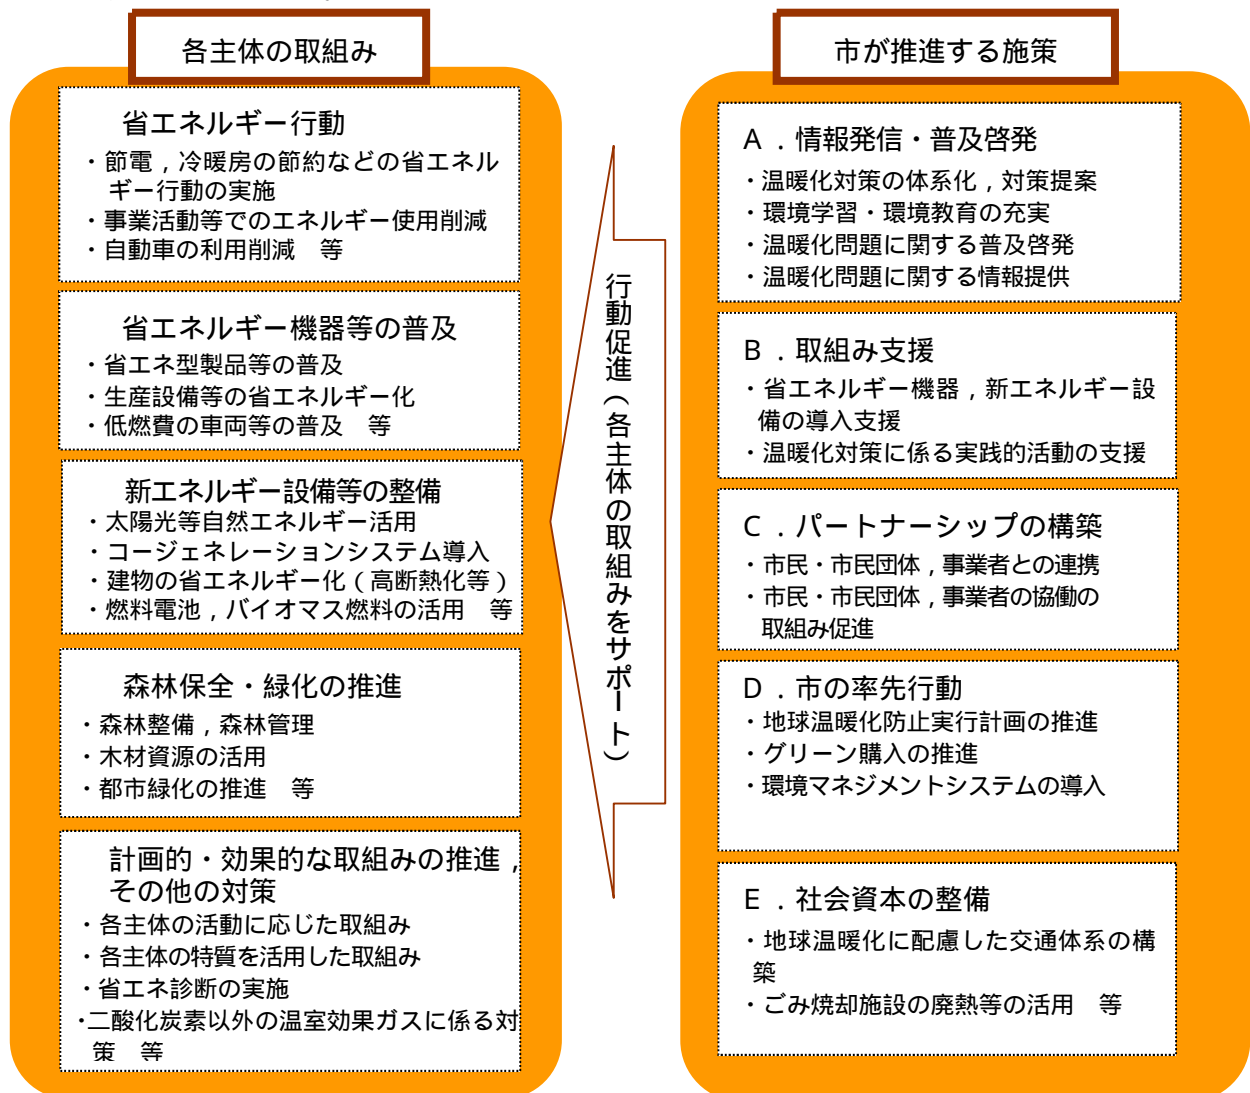 各主体の取組み
省エネルギー行動
・節電，冷暖房の節約などの省エネル
ギー行動の実施
・事業活動等でのエネルギー使用削減
・自動車の利用削減　等
省エネルギー機器等の普及
・省エネ型製品等の普及
・生産設備等の省エネルギー化
・低燃費の車両等の普及　等
新エネルギー設備等の整備
・太陽光等自然エネルギー活用
・コージェネレーションシステム導入
・建物の省エネルギー化（高断熱化等）
・燃料電池，バイオマス燃料の活用　等
森林保全・緑化の推進
・森林整備，森林管理
・木材資源の活用
・都市緑化の推進　等
計画的・効果的な取組みの推進，
その他の対策
・各主体の活動に応じた取組み
・各主体の特質を活用した取組み
・省エネ診断の実施
・二酸化炭素以外の温室効果ガスに係る対
策　等
行動促進（各主体の取組みをサポート）
市が推進する施策
A．情報発信・普及啓発
・温暖化対策の体系化，対策提案
・環境学習・環境教育の充実
・温暖化問題に関する普及啓発
・温暖化問題に関する情報提供
B．取組み支援
・省エネルギー機器，新エネルギー設
備の導入支援
・温暖化対策に係る実践的活動の支援
C．パートナーシップの構築
・市民・市民団体，事業者との連携
・市民・市民団体，事業者の協働の
取組み促進
D．市の率先行動
・地球温暖化防止実行計画の推進
・グリーン購入の推進
・環境マネジメントシステムの導入
E．社会資本の整備
・地球温暖化に配慮した交通体系の構
築
・ごみ焼却施設の廃熱等の活用　等